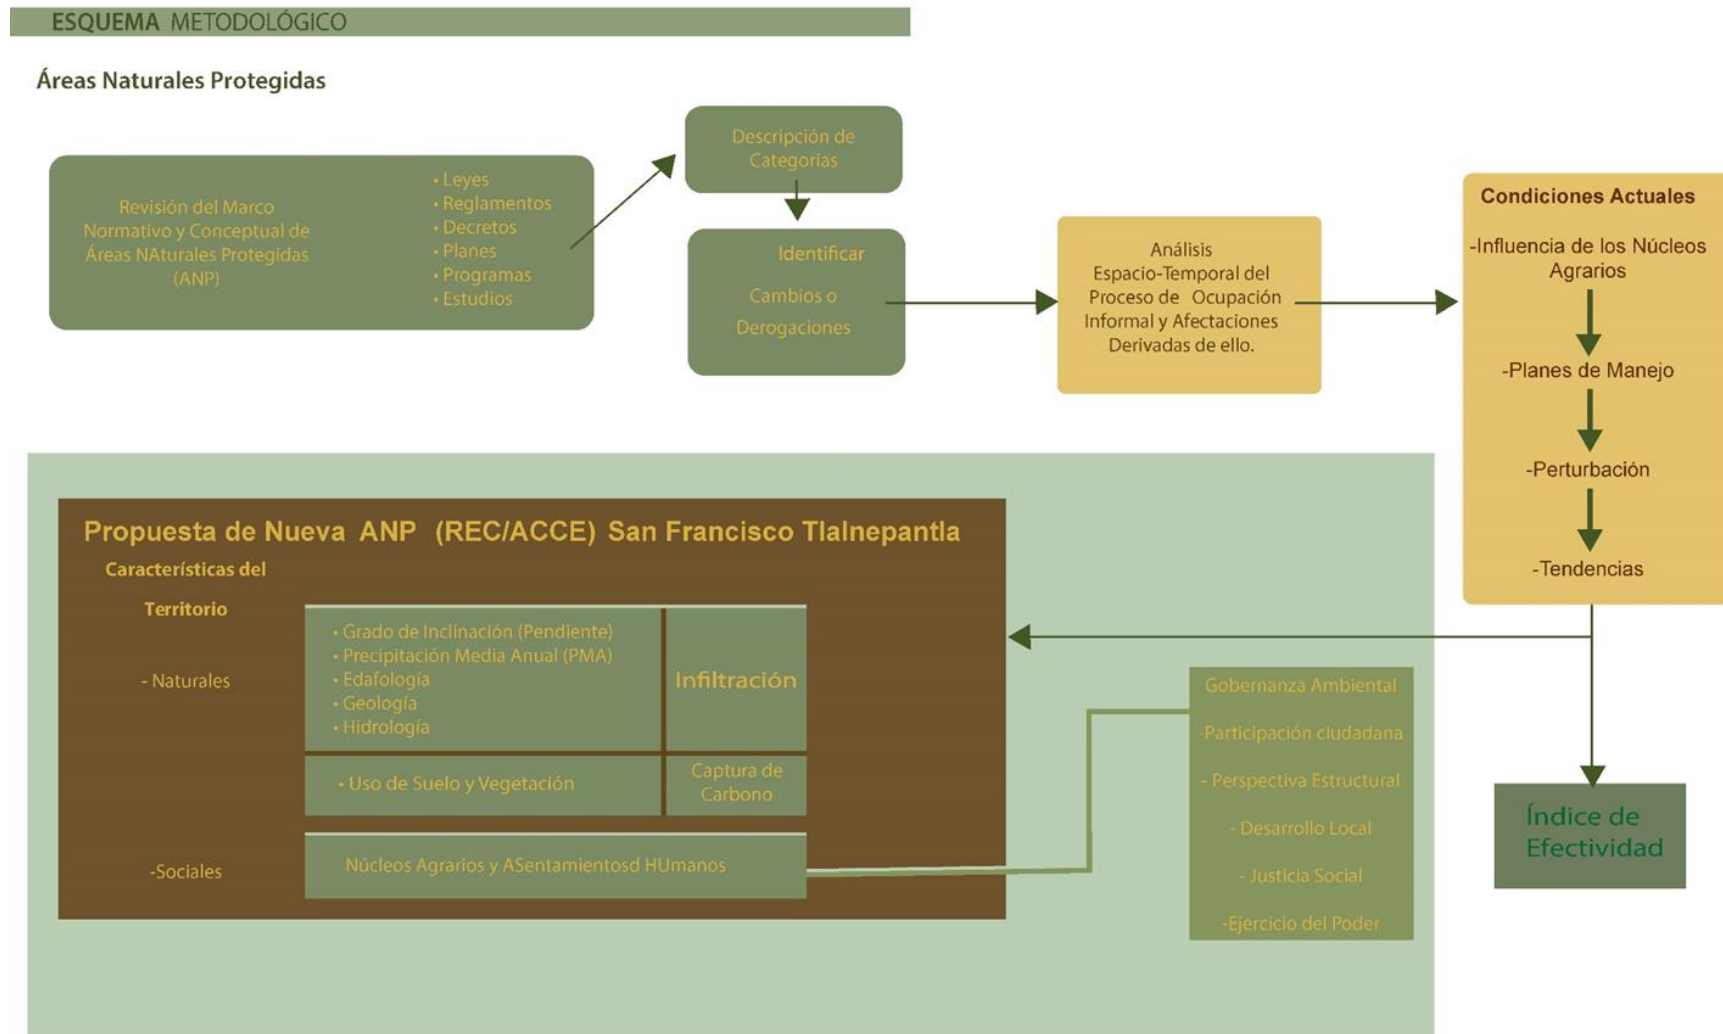 ESQUEMA METODOLÓGICO
Áreas Naturales Protegidas
Revisión del Marco
Normativo y Conceptual de
Áreas NAturales Protegidas
(ANP)
• Leyes
• Reglamentos
• Decretos
• Planes
• Programas
• Estudios
Descripción de
Categorias
Identificar
Cambios o
Derogaciones
Análisis
Espacio-Temporal del
Proceso de Ocupación
Informal y Afectaciones
Derivadas de ello.
Condiciones Actuales
-Influencia de los Núcleos
Agrarios
-Planes de Manejo
-Perturbación
-Tendencias
Propuesta de Nueva ANP (REC/ACCE) San Francisco Tlalnepantla
Características del
Territorio
- Naturales
• Grado de Inclinación (Pendiente)
• Precipitación Media Anual (PMA)
• Edafología
• Geología
• Hidrología
Infiltración
• Uso de Suelo y Vegetación
Captura de
Carbono
-Sociales
Núcleos Agrarios y ASentamientosd HUmanos
Gobernanza Ambiental
-Participación ciudadana
- Perspectiva Estructural
- Desarrollo Local
- Justicia Social
-Ejercicio del Poder
Índice de
Efectividad